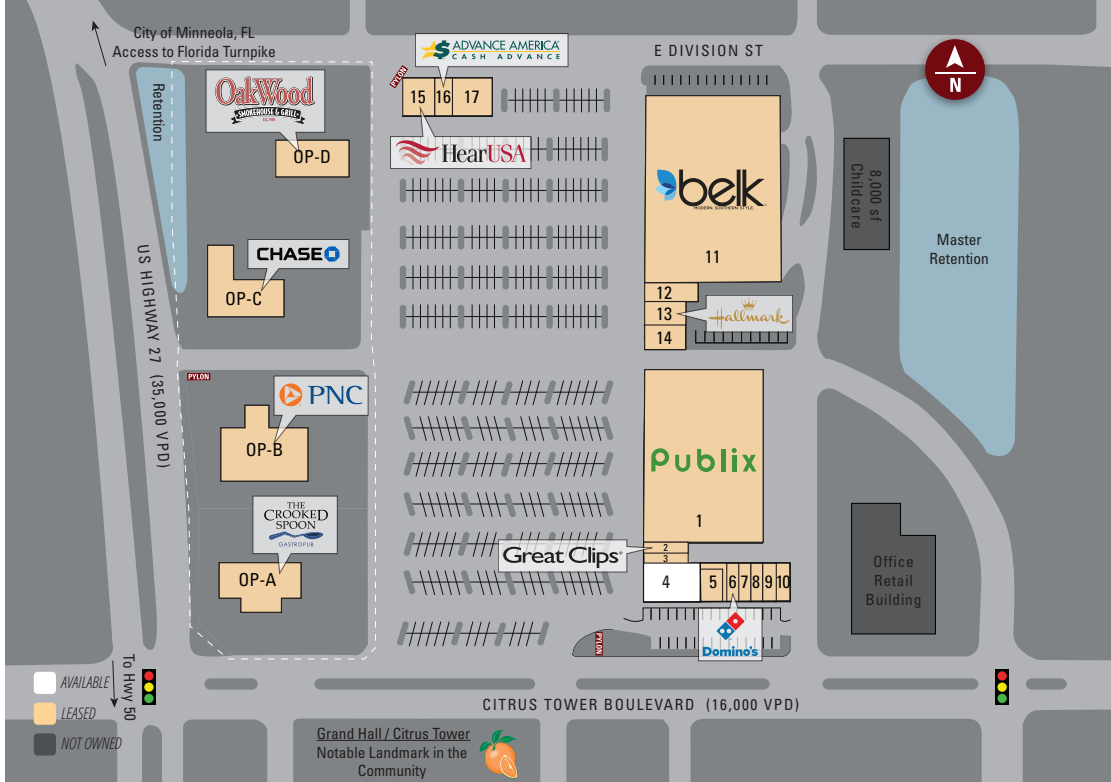 City of Minneola, FL
Access to Florida Turnpike
ADVANCE AMERICA
CASH ADVANCE
E DIVISION ST
N
Retention
OakWood
SMOKEHOUSE & GRILL
OP-D
PYLON
15
16
17
HearUSA
belk
MODERN. SOUTHERN. STYLE.
11
8,000 sf
Childcare
Master
Retention
CHASE
OP-C
12
13
14
Hallmark
US HIGHWAY 27 (35,000 VPD)
PYLON
PNC
OP-B
Publix
1
THE
CROOKED
SPOON
GASTROPUB
OP-A
Great Clips
2
3
4
5
6
7
8
9
10
Office
Retail
Building
Domino's
PYLON
To Hwy 50
AVAILABLE
LEASED
NOT OWNED
CITRUS TOWER BOULEVARD (16,000 VPD)
Grand Hall / Citrus Tower
Notable Landmark in the
Community